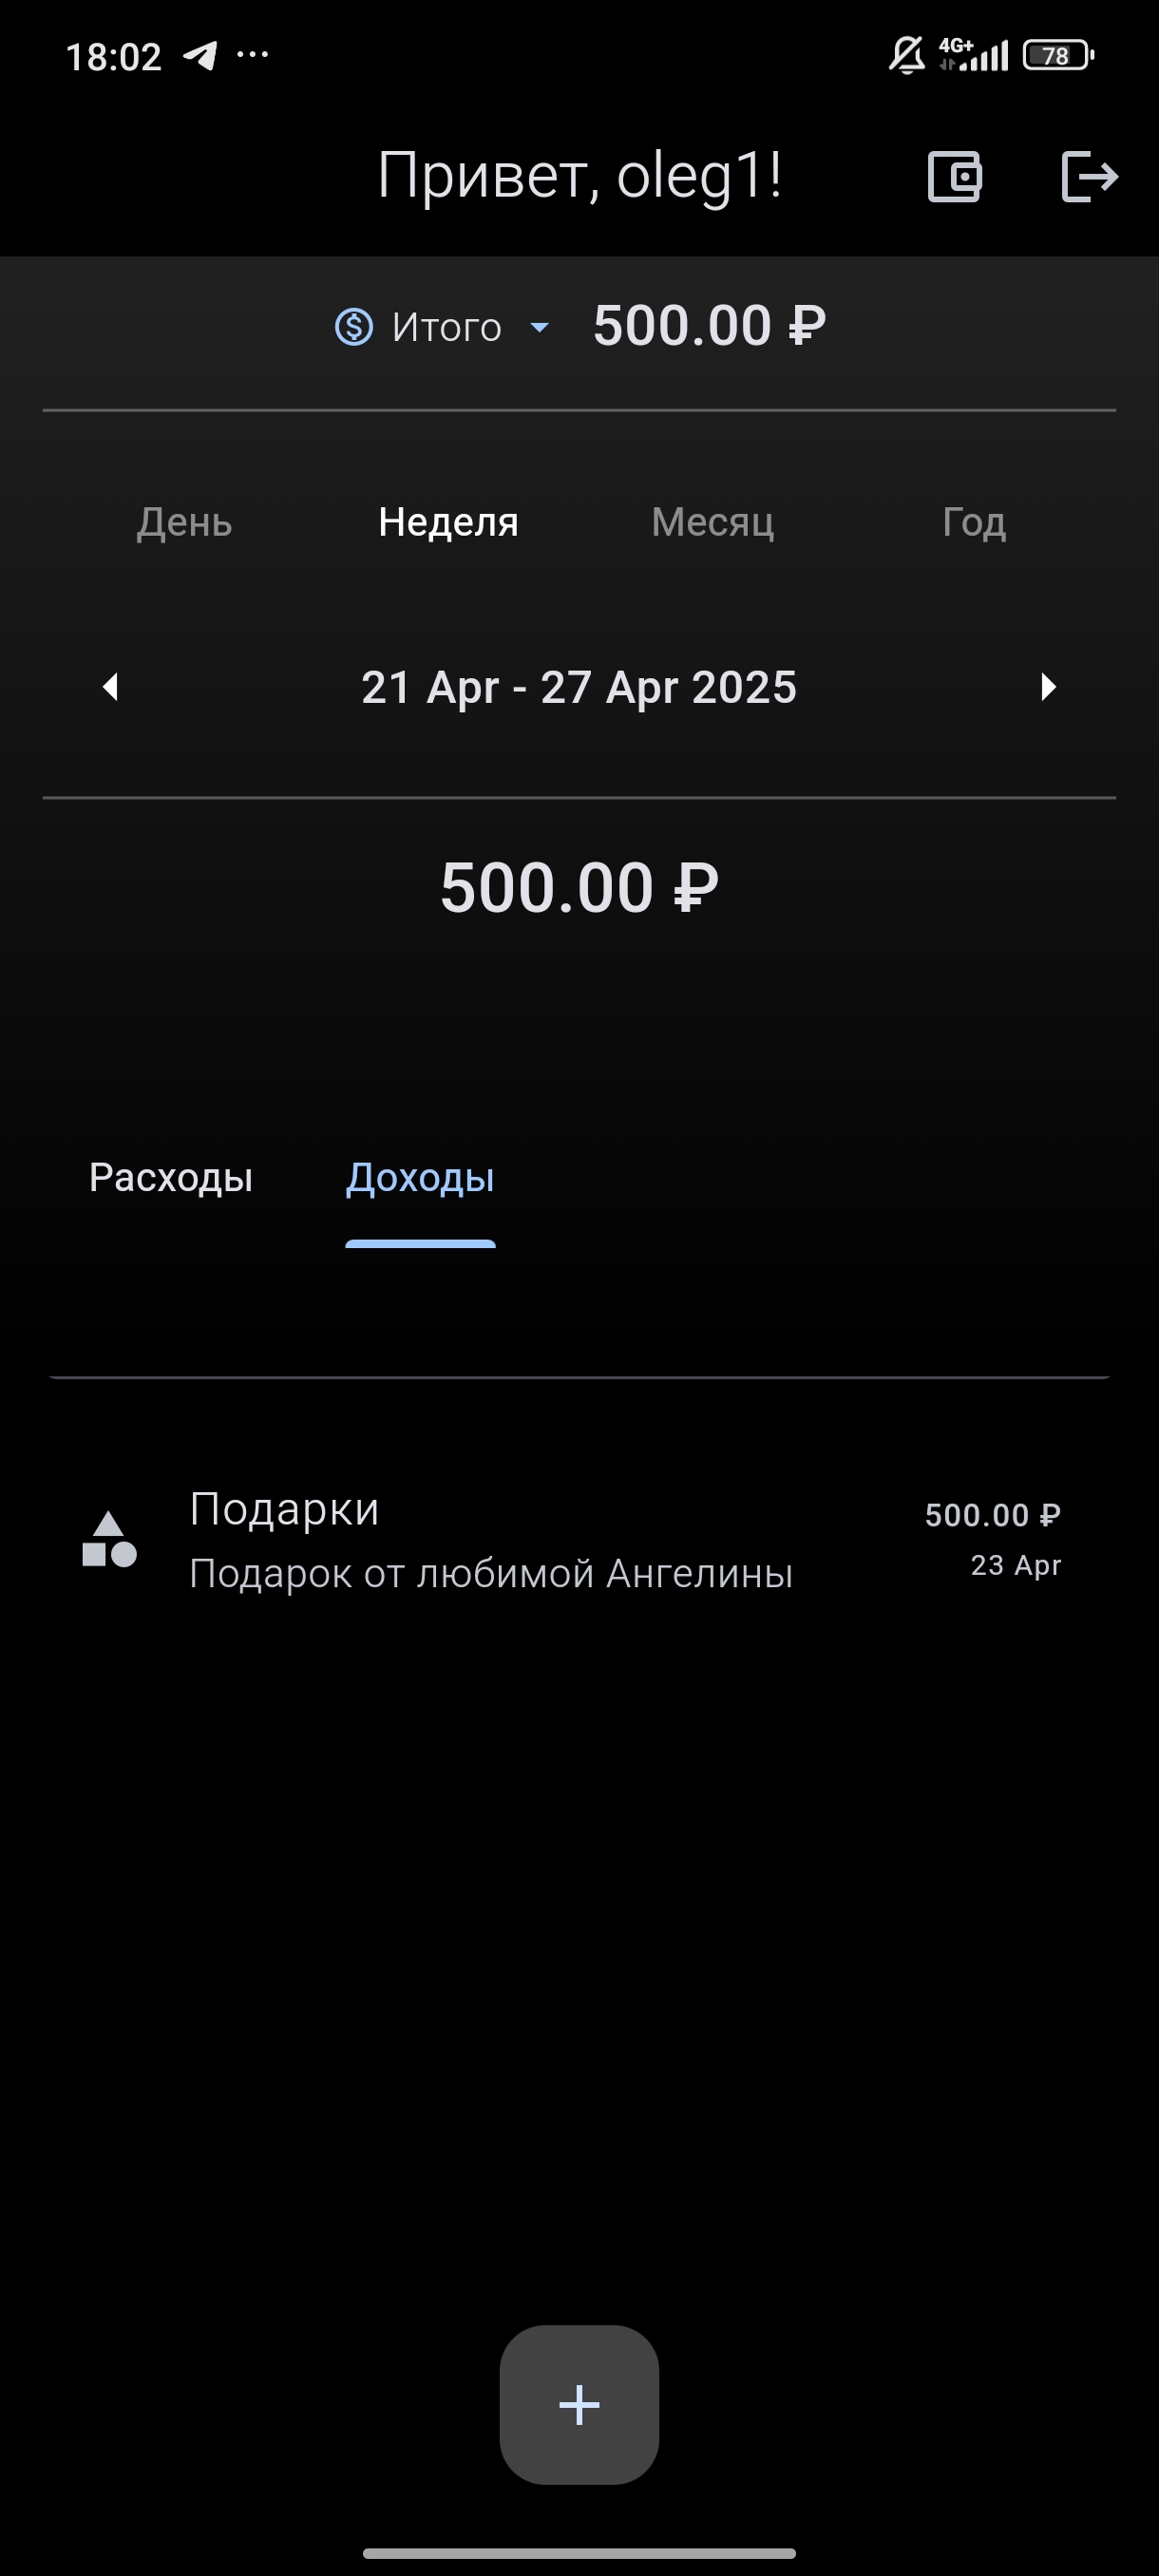 18:02 ... 4G+ 78
Привет, oleg1!
Итого 500.00 ₽
День Неделя Месяц Год
21 Apr - 27 Apr 2025
500.00 ₽
Расходы Доходы
Подарки 500.00 ₽
Подарок от любимой Ангелины 23 Apr